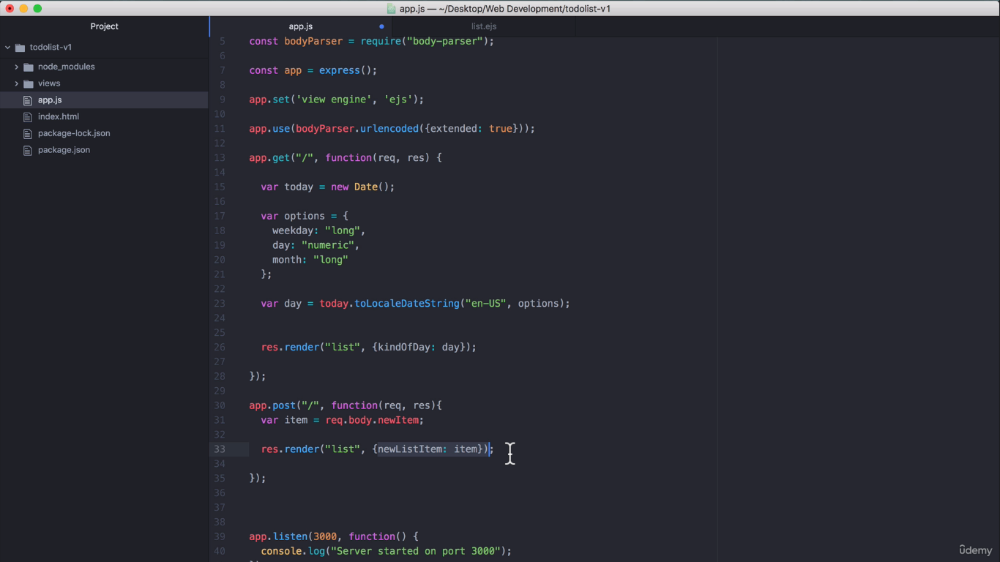 app.js — ~/Desktop/Web Development/todolist-v1
Project
app.js
list.ejs
todolist-v1
node_modules
views
app.js
index.html
package-lock.json
package.json
5 const bodyParser = require("body-parser");
6
7 const app = express();
8
9 app.set('view engine', 'ejs');
10
11 app.use(bodyParser.urlencoded({extended: true}));
12
13 app.get("/", function(req, res) {
14
15   var today = new Date();
16
17   var options = {
18     weekday: "long",
19     day: "numeric",
20     month: "long"
21   };
22
23   var day = today.toLocaleDateString("en-US", options);
24
25
26   res.render("list", {kindOfDay: day});
27
28 });
29
30 app.post("/", function(req, res){
31   var item = req.body.newItem;
32
33   res.render("list", {newListItem: item});
34
35 });
36
37
38
39 app.listen(3000, function() {
40   console.log("Server started on port 3000");
ûdemy